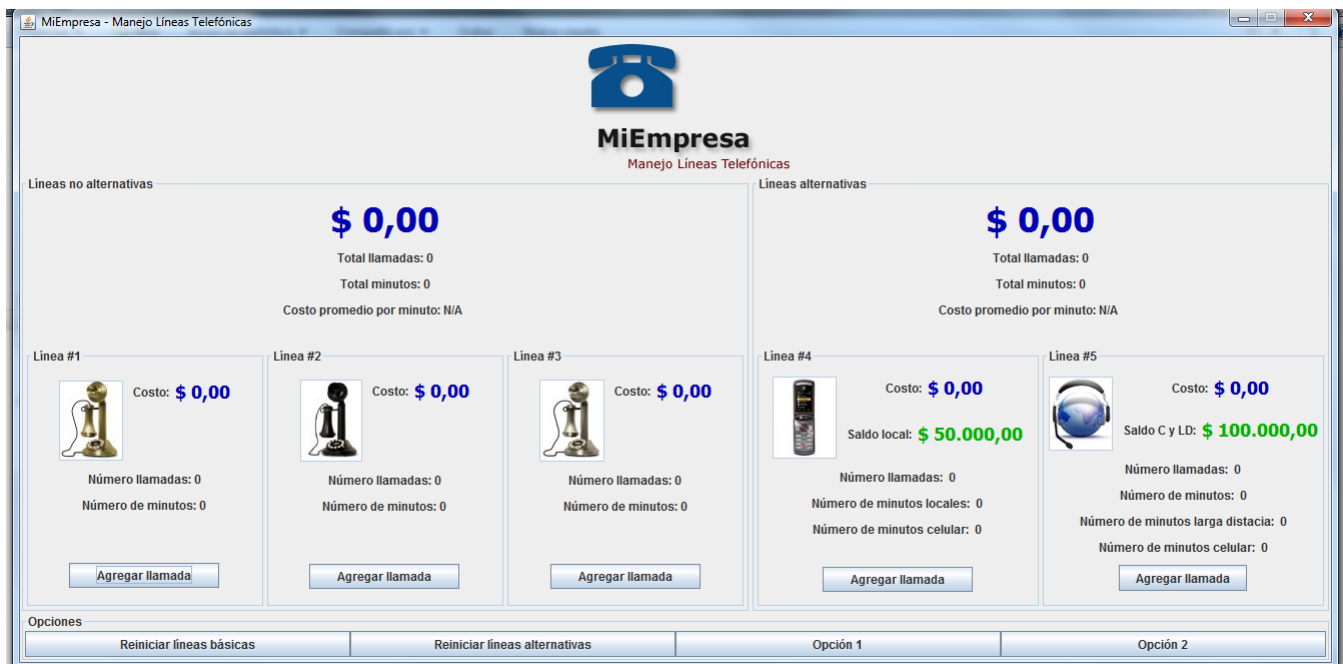 MiEmpresa - Manejo Líneas Telefónicas
MiEmpresa
Manejo Líneas Telefónicas
Líneas no alternativas
$ 0,00
Total llamadas: 0
Total minutos: 0
Costo promedio por minuto: N/A
Línea #1
Costo: $ 0,00
Número llamadas: 0
Número de minutos: 0
Agregar llamada
Línea #2
Costo: $ 0,00
Número llamadas: 0
Número de minutos: 0
Agregar llamada
Línea #3
Costo: $ 0,00
Número llamadas: 0
Número de minutos: 0
Agregar llamada
Líneas alternativas
$ 0,00
Total llamadas: 0
Total minutos: 0
Costo promedio por minuto: N/A
Línea #4
Costo: $ 0,00
Saldo local: $ 50.000,00
Número llamadas: 0
Número de minutos locales: 0
Número de minutos celular: 0
Agregar llamada
Línea #5
Costo: $ 0,00
Saldo C y LD: $ 100.000,00
Número llamadas: 0
Número de minutos: 0
Número de minutos larga distacia: 0
Número de minutos celular: 0
Agregar llamada
Opciones
Reiniciar líneas básicas
Reiniciar líneas alternativas
Opción 1
Opción 2